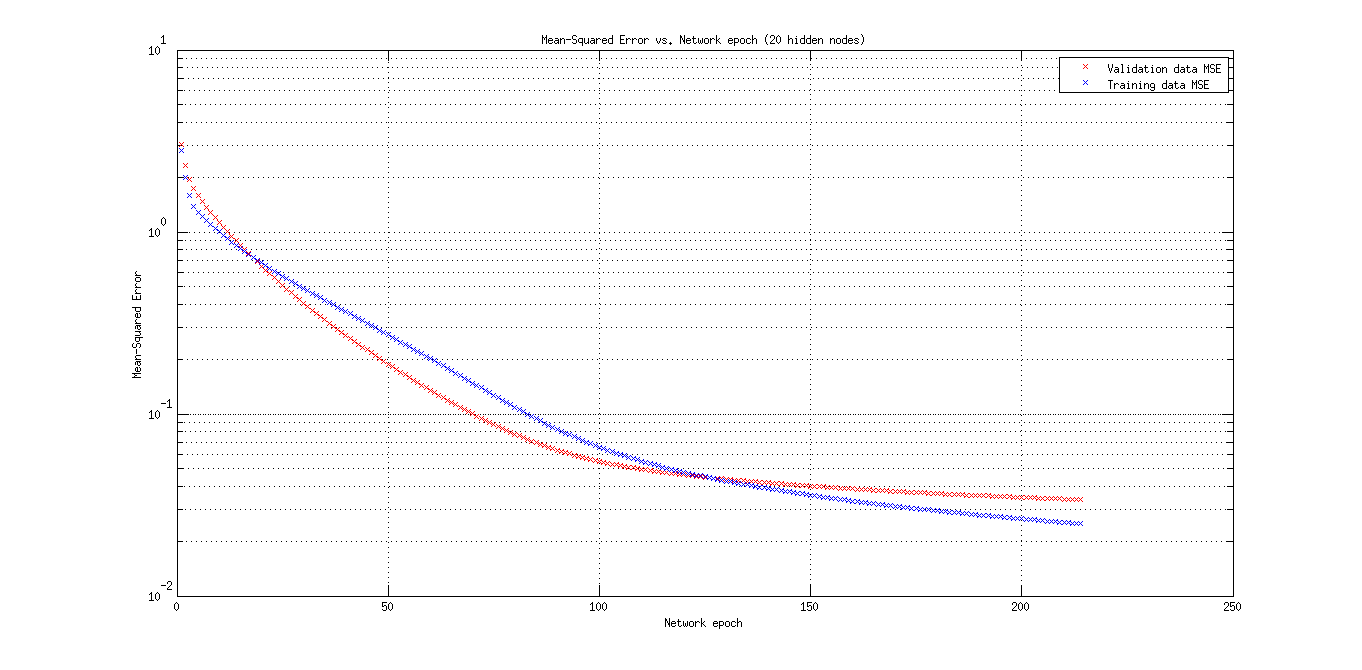 Mean-Squared Error vs. Network epoch (20 hidden nodes)
10^1
Validation data MSE
Training data MSE
10^0
Mean-Squared Error
10^-1
10^-2
0 50 100 150 200 250
Network epoch